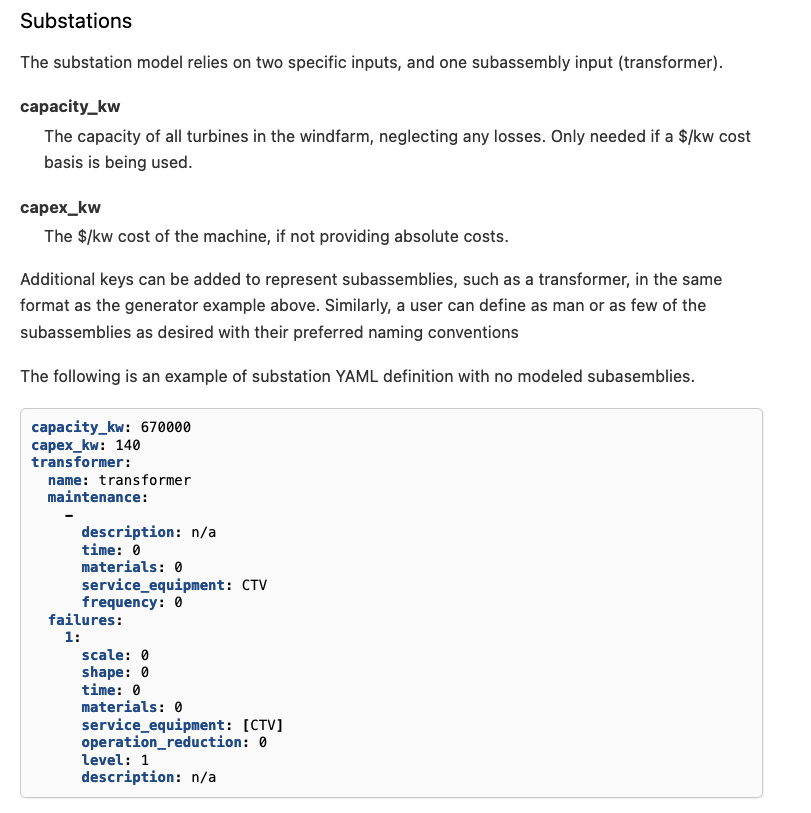 Substations
The substation model relies on two specific inputs, and one subassembly input (transformer).
capacity_kw
The capacity of all turbines in the windfarm, neglecting any losses. Only needed if a $/kw cost
basis is being used.
capex_kw
The $/kw cost of the machine, if not providing absolute costs.
Additional keys can be added to represent subassemblies, such as a transformer, in the same
format as the generator example above. Similarly, a user can define as man or as few of the
subassemblies as desired with their preferred naming conventions
The following is an example of substation YAML definition with no modeled subasemblies.
capacity_kw: 670000
capex_kw: 140
transformer:
  name: transformer
  maintenance:
    -
      description: n/a
      time: 0
      materials: 0
      service_equipment: CTV
      frequency: 0
  failures:
    1:
      scale: 0
      shape: 0
      time: 0
      materials: 0
      service_equipment: [CTV]
      operation_reduction: 0
      level: 1
      description: n/a